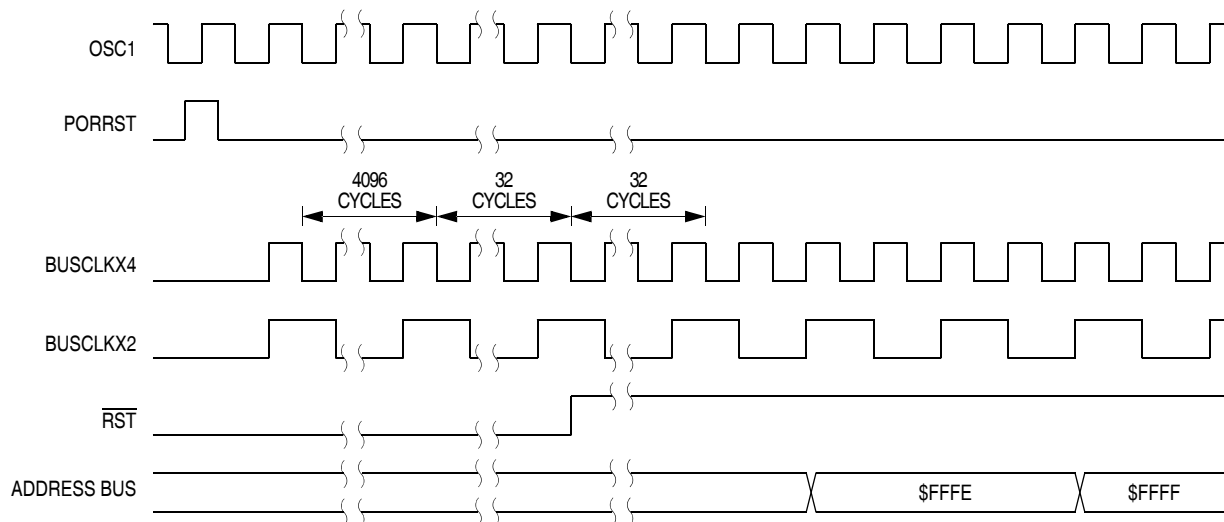 OSC1
PORRST
4096
CYCLES
32
CYCLES
32
CYCLES
BUSCLKX4
BUSCLKX2
RST
ADDRESS BUS
$FFFE
$FFFF